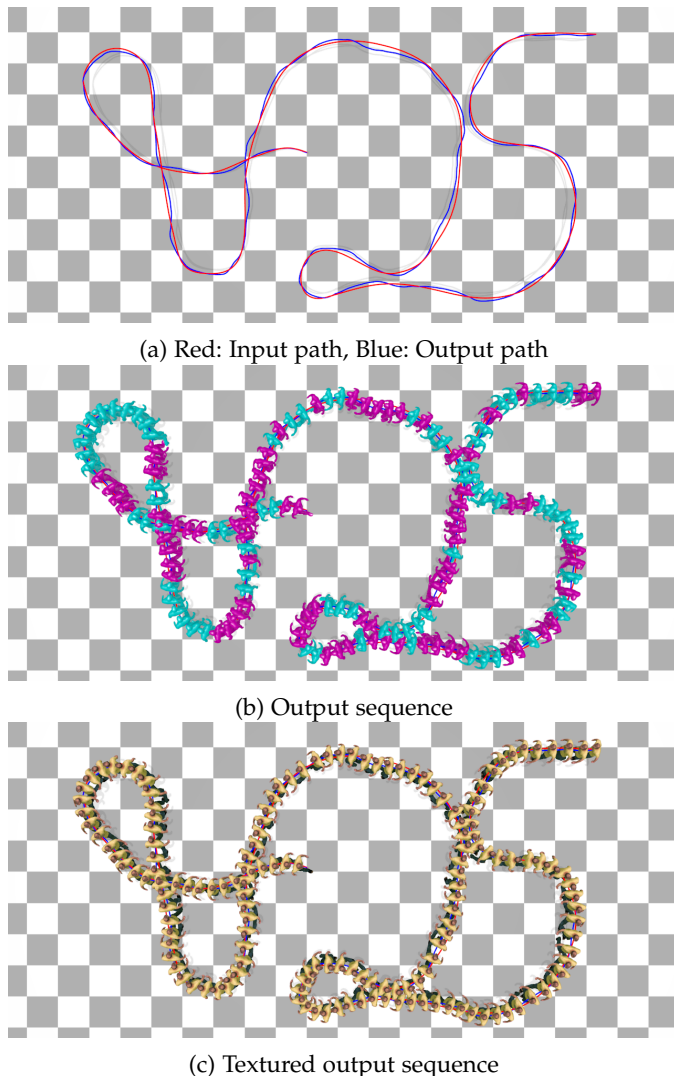 (a) Red: Input path, Blue: Output path
(b) Output sequence
(c) Textured output sequence